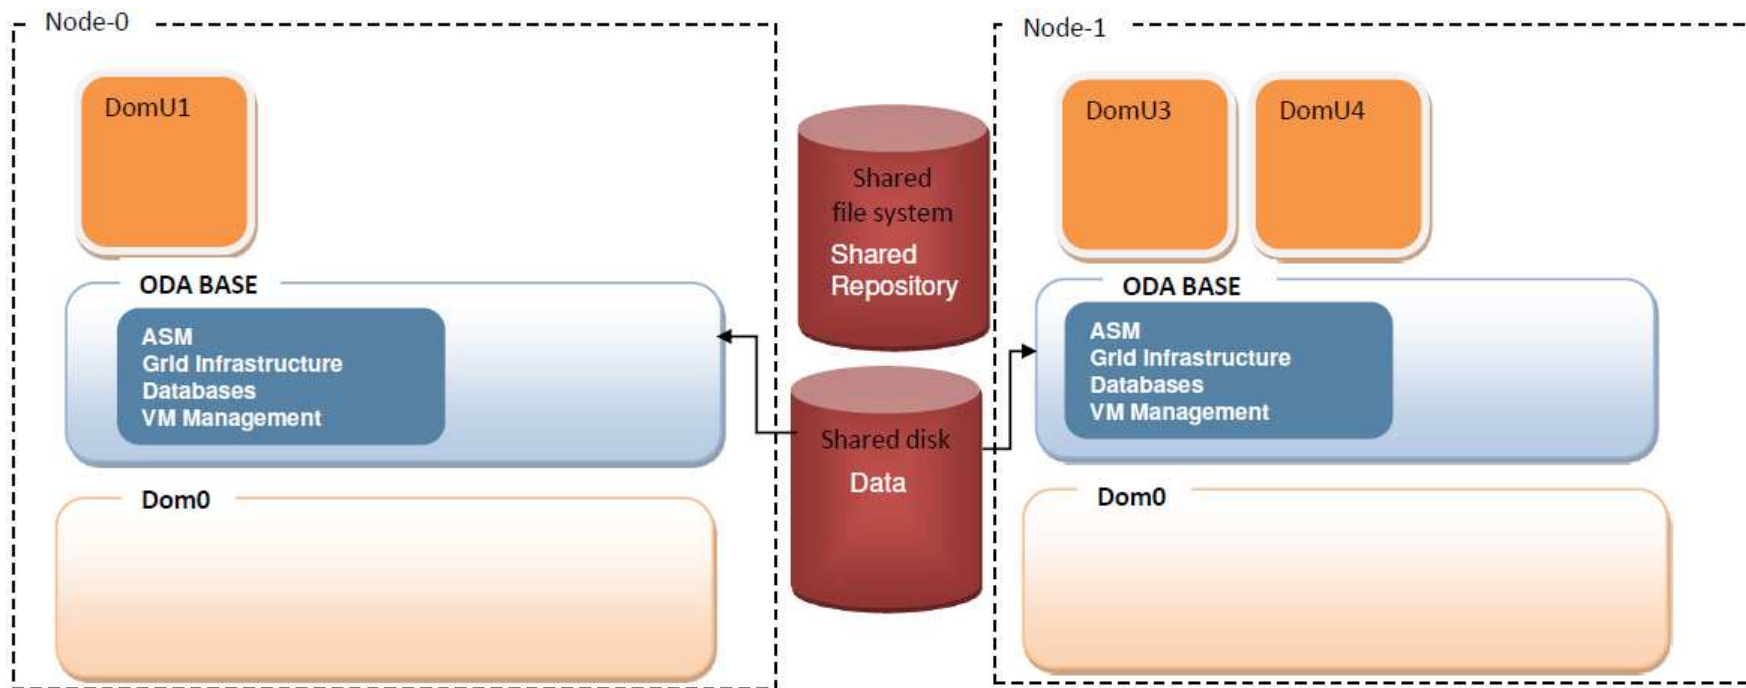 Node-0
DomU1
ODA BASE
ASM
Grid Infrastructure
Databases
VM Management
Dom0
Shared
file system
Shared
Repository
Shared disk
Data
Node-1
DomU3
DomU4
ODA BASE
ASM
Grid Infrastructure
Databases
VM Management
Dom0